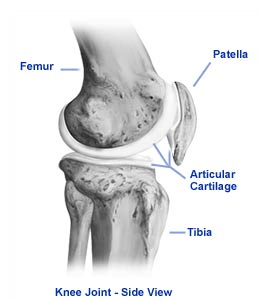 Patella
Femur
Articular
Cartilage
Tibia
Knee Joint - Side View